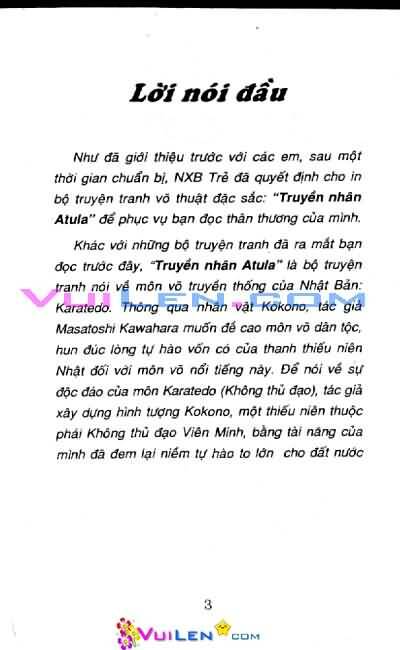 Lời nói đầu
Như đã giới thiệu trước với các em, sau một
thời gian chuẩn bị, NXB Trẻ đã quyết định cho in
bộ truyện tranh võ thuật đặc sắc: "Truyền nhân
Atula" để phục vụ bạn đọc thân thương của mình.
Khác với những bộ truyện tranh đã ra mắt bạn
đọc trước đây, "Truyền nhân Atula" là bộ truyện
tranh nói về môn võ truyền thống của Nhật Bản:
VUILEN.COM
Karatedo. Thông qua nhân vật Kokono, tác giả
Masatoshi Kawahara muốn đề cao môn võ dân tộc,
hun đúc lòng tự hào vốn có của thanh thiếu niên
Nhật đối với môn võ nổi tiếng này. Để nói về sự
độc đáo của môn Karatedo (Không thủ đạo), tác giả
xây dựng hình tượng Kokono, một thiếu niên thuộc
phái Không thủ đạo Viên Minh, bằng tài năng của
mình đã đem lại niềm tự hào to lớn cho đất nước
3
VUILEN.COM